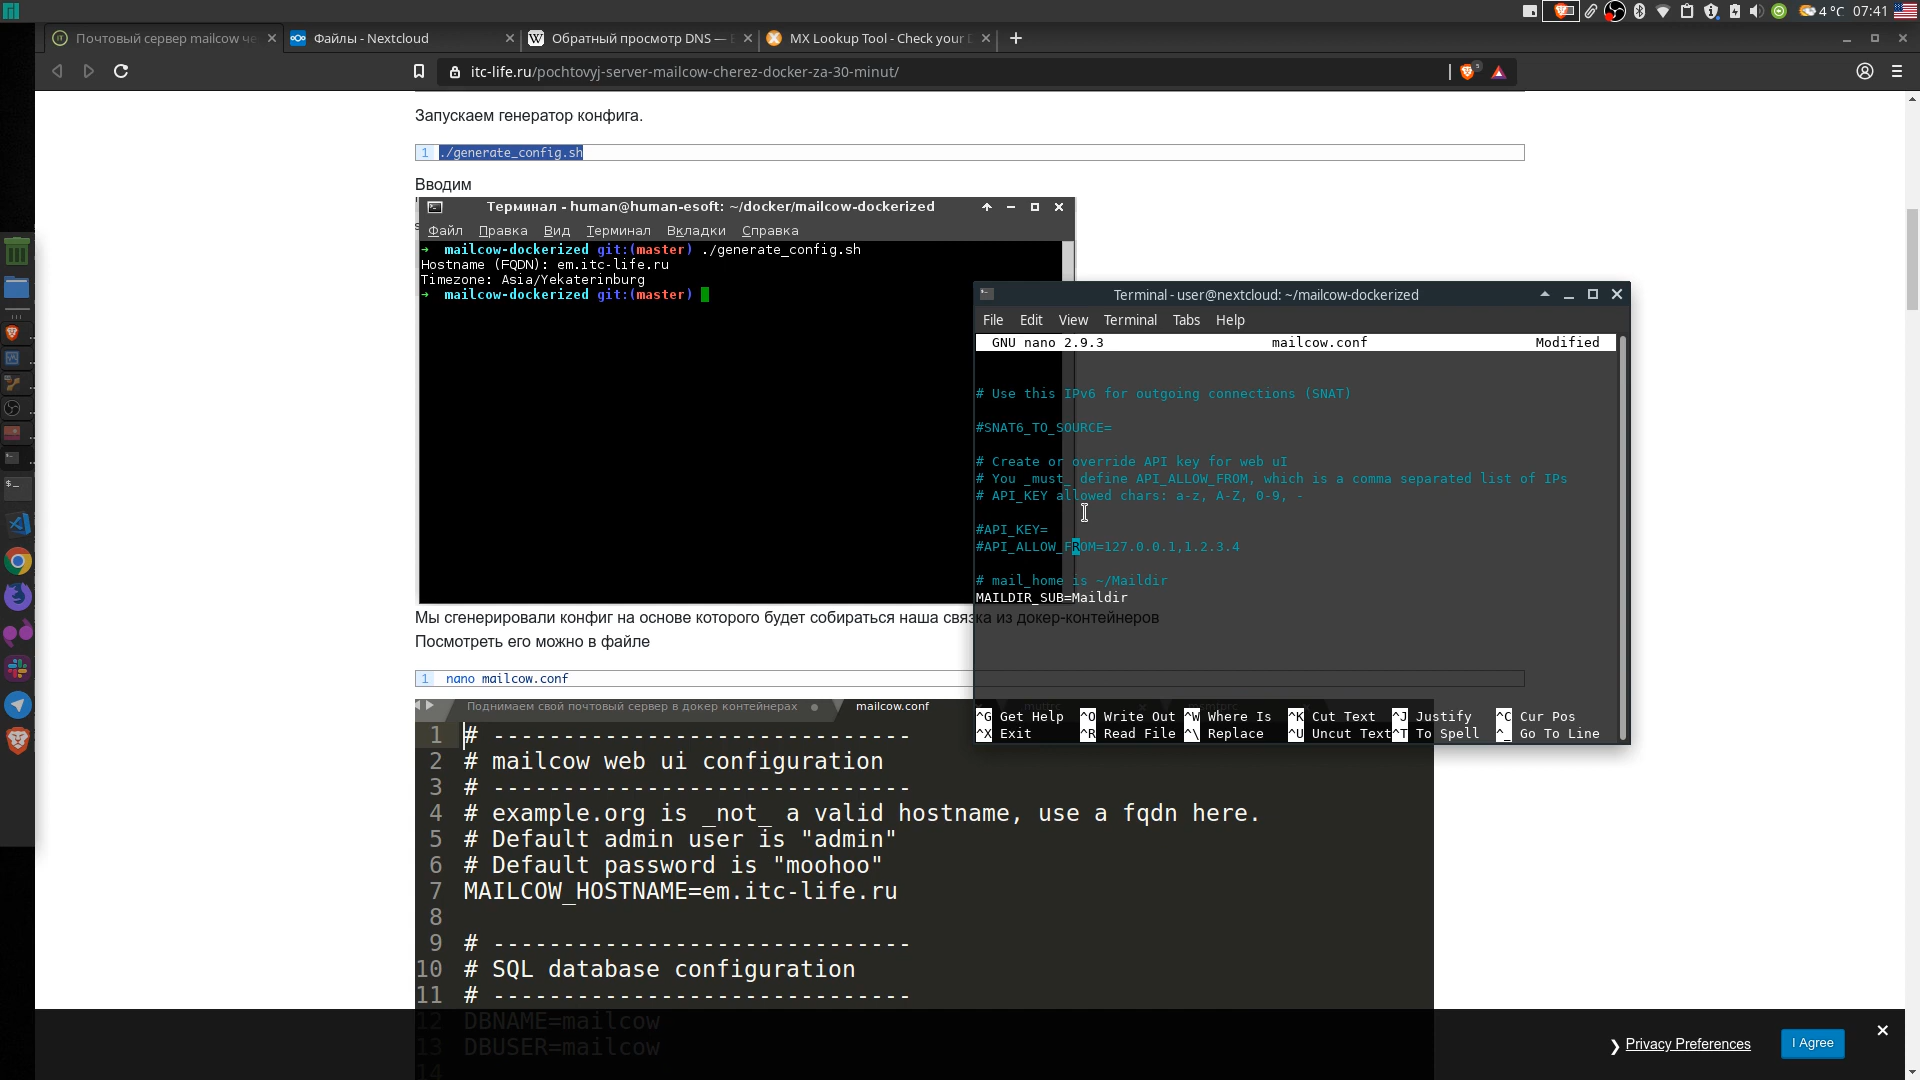 4 °C 07:41
Почтовый сервер mailcow че
Файлы - Nextcloud
Обратный просмотр DNS —
MX Lookup Tool - Check your
itc-life.ru/pochtovyj-server-mailcow-cherez-docker-za-30-minut/
5
Запускаем генератор конфига.
1 ./generate_config.sh
Вводим
Терминал - human@human-esoft: ~/docker/mailcow-dockerized
Файл Правка Вид Терминал Вкладки Справка
→ mailcow-dockerized git:(master) ./generate_config.sh
Hostname (FQDN): em.itc-life.ru
Timezone: Asia/Yekaterinburg
→ mailcow-dockerized git:(master)
Terminal - user@nextcloud: ~/mailcow-dockerized
File Edit View Terminal Tabs Help
GNU nano 2.9.3 mailcow.conf Modified
# Use this IPv6 for outgoing connections (SNAT)
#SNAT6_TO_SOURCE=
# Create or override API key for web uI
# You _must_ define API_ALLOW_FROM, which is a comma separated list of IPs
# API_KEY allowed chars: a-z, A-Z, 0-9, -
#API_KEY=
#API_ALLOW_FROM=127.0.0.1,1.2.3.4
# mail_home is ~/Maildir
MAILDIR_SUB=Maildir
^G Get Help ^O Write Out ^W Where Is ^K Cut Text ^J Justify ^C Cur Pos
^X Exit ^R Read File ^\ Replace ^U Uncut Text ^T To Spell ^_ Go To Line
Мы сгенерировали конфиг на основе которого будет собираться наша связка из докер-контейнеров
Посмотреть его можно в файле
1 nano mailcow.conf
Поднимаем свой почтовый сервер в докер контейнерах
mailcow.conf
1 # ------------------------------
2 # mailcow web ui configuration
3 # ------------------------------
4 # example.org is _not_ a valid hostname, use a fqdn here.
5 # Default admin user is "admin"
6 # Default password is "moohoo"
7 MAILCOW_HOSTNAME=em.itc-life.ru
8
9 # ------------------------------
10 # SQL database configuration
11 # ------------------------------
12 DBNAME=mailcow
13 DBUSER=mailcow
14
❯ Privacy Preferences
I Agree